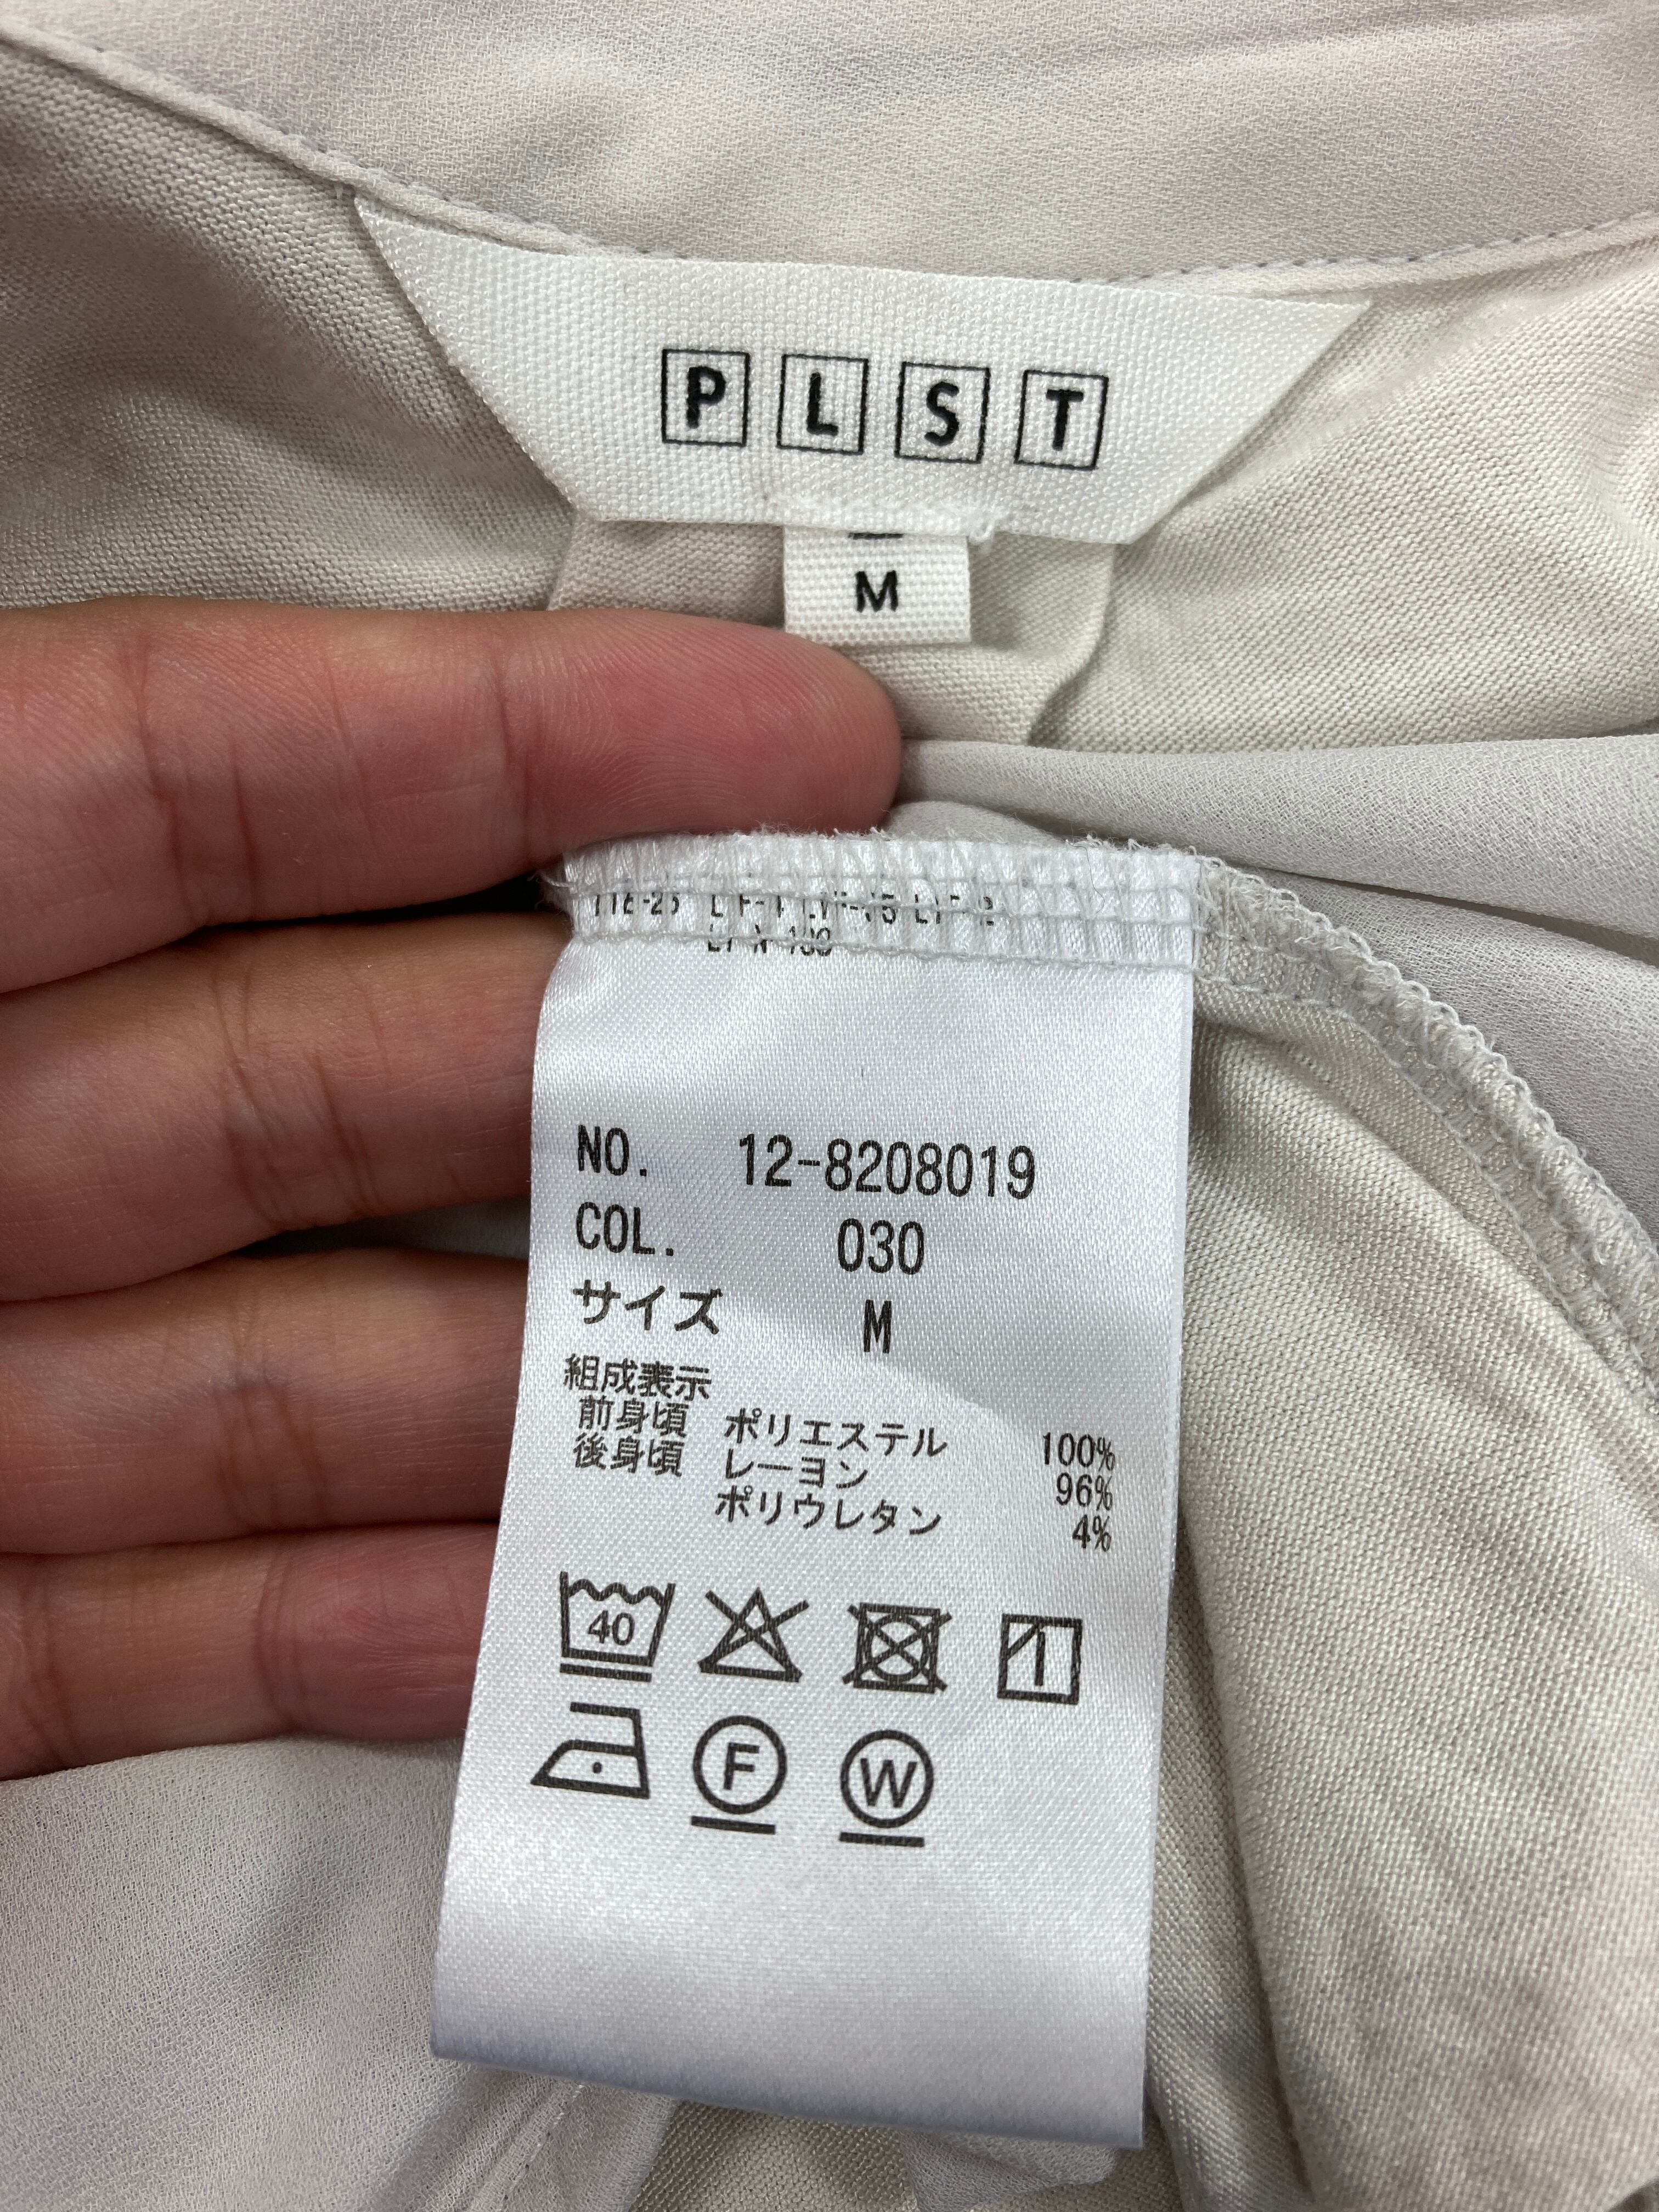 PLST
M
NO. 12-8208019
COL. 030
サイズ M
組成表示
前身頃 ポリエステル 100%
後身頃 レーヨン 96%
ポリウレタン 4%
40
F W